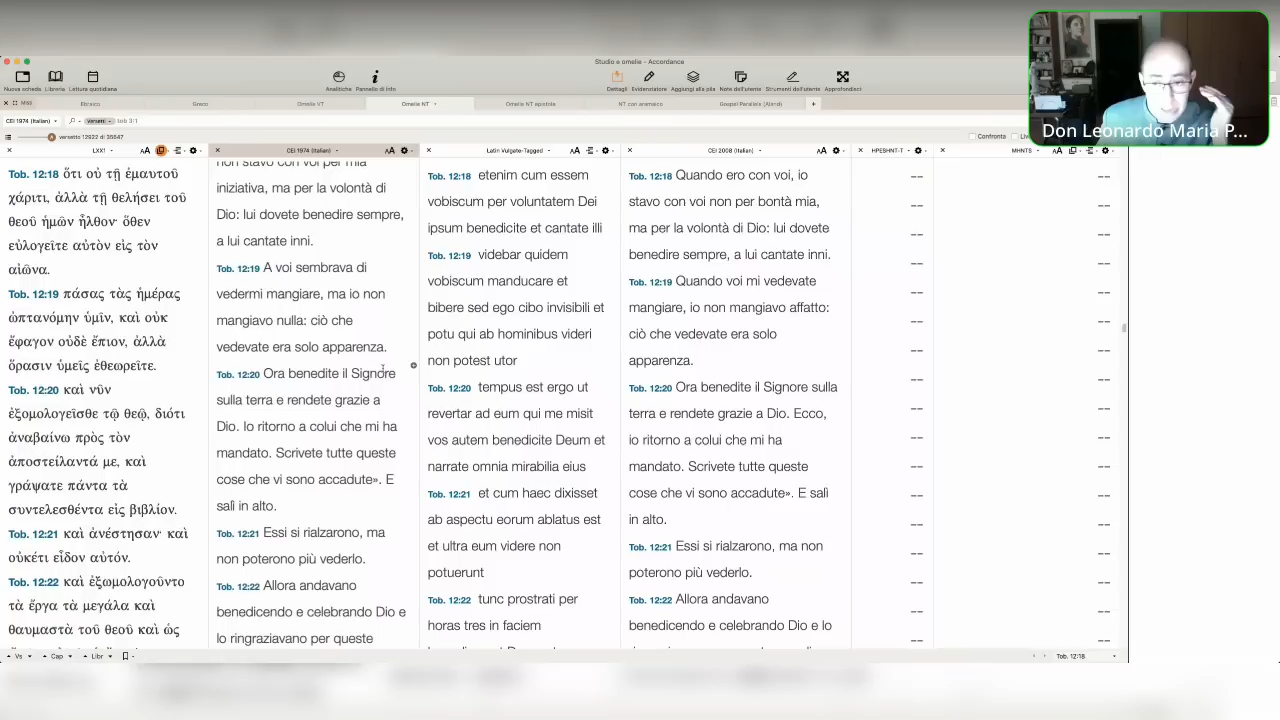 Studio e omelie - Accordance
Nuova scheda Libreria Lettura quotidiana Analitiche Pannello di info Dettagli Evidenziatore Aggiungi alla pila Note dell'utente Strumenti dell'utente Approfondisci
Ebraico Greco Omelie VT Omelie NT NT con aramaico
CEI 1974 (Italian) versetti tob 3:1
versetto 12922 di 35647 Confronta
LXX1 CEI 1974 (Italian) Latin Vulgate-Tagged CEI 2008 (Italian) HPESHNT-T MHNTS
Tob. 12:18 ὅτι οὐ τῇ ἐμαυτοῦ
χάριτι, ἀλλὰ τῇ θελήσει τοῦ
θεοῦ ἡμῶν ἦλθον· ὅθεν
εὐλογεῖτε αὐτὸν εἰς τὸν
αἰῶνα.
Tob. 12:19 πάσας τὰς ἡμέρας
ὠπτανόμην ὑμῖν, καὶ οὐκ
ἔφαγον οὐδὲ ἔπιον, ἀλλὰ
ὅρασιν ὑμεῖς ἐθεωρεῖτε.
Tob. 12:20 καὶ νῦν
ἐξομολογεῖσθε τῷ θεῷ, διότι
ἀναβαίνω πρὸς τὸν
ἀποστείλαντά με, καὶ
γράψατε πάντα τὰ
συντελεσθέντα εἰς βιβλίον.
Tob. 12:21 καὶ ἀνέστησαν· καὶ
οὐκέτι εἶδον αὐτόν.
Tob. 12:22 καὶ ἐξωμολογοῦντο
τὰ ἔργα τὰ μεγάλα καὶ
θαυμαστὰ τοῦ θεοῦ καὶ ὡς
non stavo con voi per mia
iniziativa, ma per la volontà di
Dio: lui dovete benedire sempre,
a lui cantate inni.
Tob. 12:19 A voi sembrava di
vedermi mangiare, ma io non
mangiavo nulla: ciò che
vedevate era solo apparenza.
Tob. 12:20 Ora benedite il Signore
sulla terra e rendete grazie a
Dio. Io ritorno a colui che mi ha
mandato. Scrivete tutte queste
cose che vi sono accadute». E
salì in alto.
Tob. 12:21 Essi si rialzarono, ma
non poterono più vederlo.
Tob. 12:22 Allora andavano
benedicendo e celebrando Dio e
lo ringraziavano per queste
Tob. 12:18 etenim cum essem
vobiscum per voluntatem Dei
ipsum benedicite et cantate illi
Tob. 12:19 videbar quidem
vobiscum manducare et
bibere sed ego cibo invisibili et
potu qui ab hominibus videri
non potest utor
Tob. 12:20 tempus est ergo ut
revertar ad eum qui me misit
vos autem benedicite Deum et
narrate omnia mirabilia eius
Tob. 12:21 et cum haec dixisset
ab aspectu eorum ablatus est
et ultra eum videre non
potuerunt
Tob. 12:22 tunc prostrati per
horas tres in faciem
Tob. 12:18 Quando ero con voi, io
stavo con voi non per bontà mia,
ma per la volontà di Dio: lui dovete
benedire sempre, a lui cantate inni.
Tob. 12:19 Quando voi mi vedevate
mangiare, io non mangiavo affatto:
ciò che vedevate era solo
apparenza.
Tob. 12:20 Ora benedite il Signore sulla
terra e rendete grazie a Dio. Ecco,
io ritorno a colui che mi ha
mandato. Scrivete tutte queste
cose che vi sono accadute». E salì
in alto.
Tob. 12:21 Essi si rialzarono, ma non
poterono più vederlo.
Tob. 12:22 Allora andavano
benedicendo e celebrando Dio e lo
Vs Cap Libr Tob. 12:18
Don Leonardo Maria P...